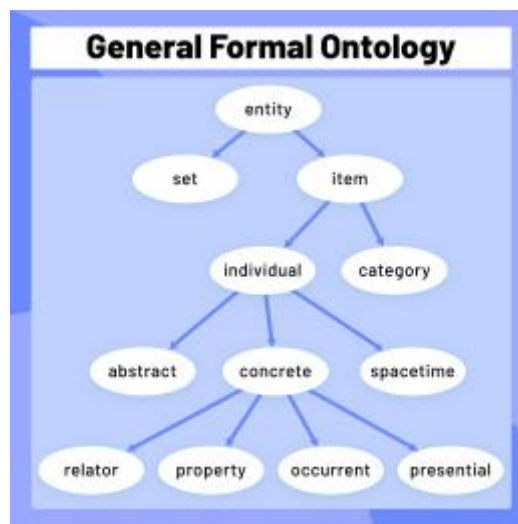 General Formal Ontology
entity
set item
individual category
abstract concrete spacetime
relator property occurrent presential